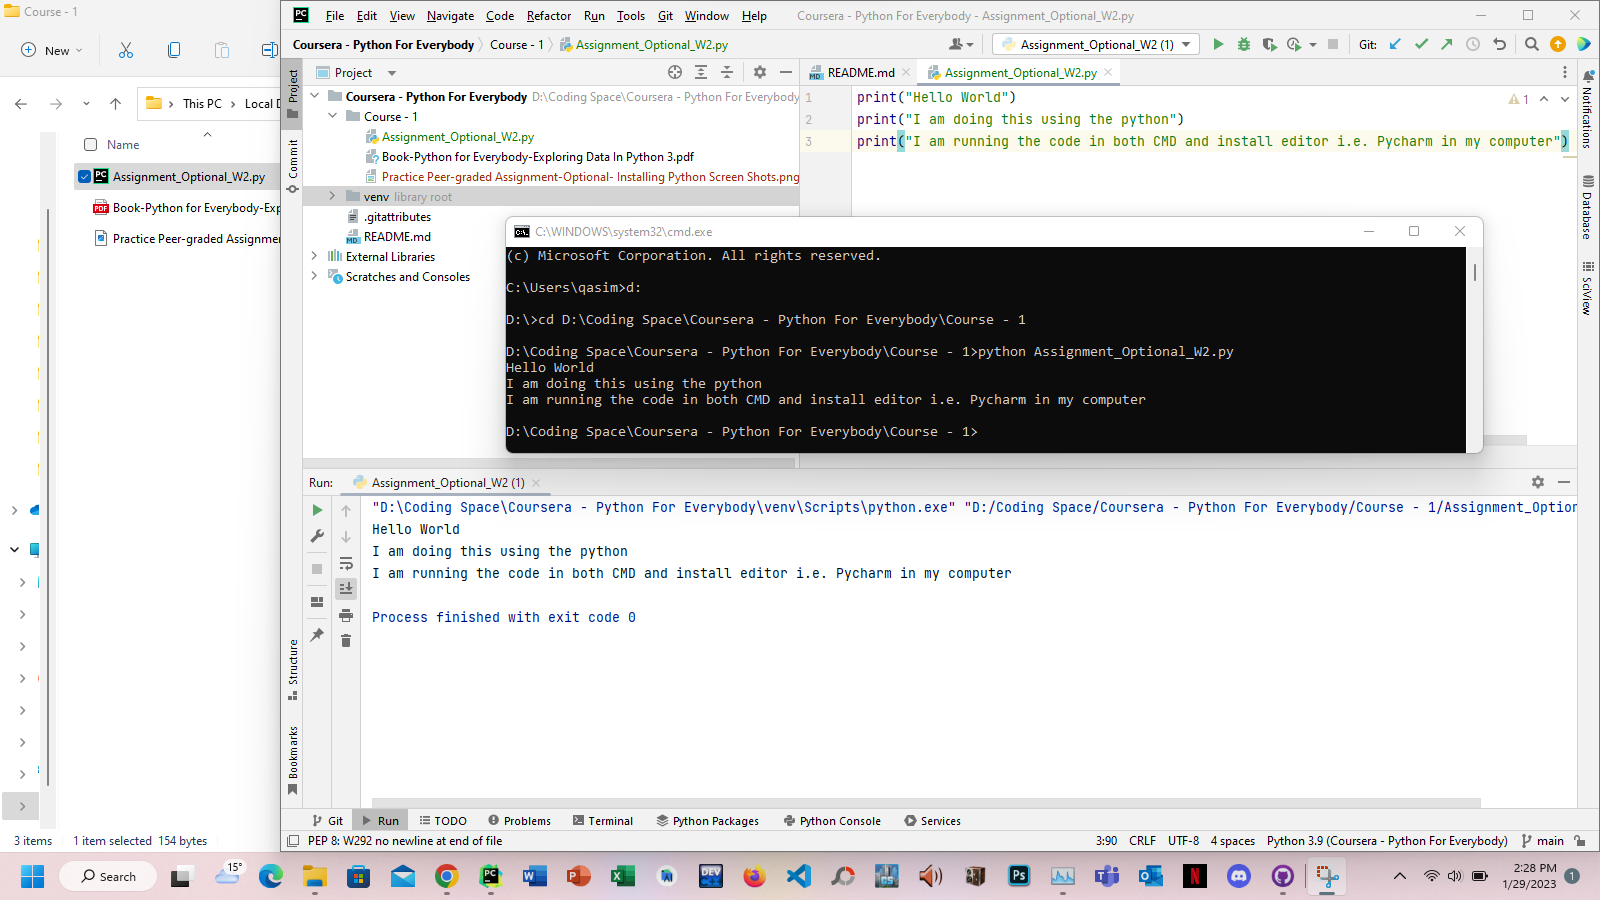 Course - 1
New
This PC
Local D
Name
Assignment_Optional_W2.py
Book-Python for Everybody-Exp
Practice Peer-graded Assignmen
3 items 1 item selected 154 bytes
PC File Edit View Navigate Code Refactor Run Tools Git Window Help Coursera - Python For Everybody - Assignment_Optional_W2.py
Coursera - Python For Everybody Course - 1 Assignment_Optional_W2.py
Assignment_Optional_W2 (1) Git:
Project
Commit
Structure
Bookmarks
Project
Coursera - Python For Everybody D:\Coding Space\Coursera - Python For Everybody
Course - 1
Assignment_Optional_W2.py
Book-Python for Everybody-Exploring Data In Python 3.pdf
Practice Peer-graded Assignment-Optional- Installing Python Screen Shots.png
venv library root
.gitattributes
README.md
External Libraries
Scratches and Consoles
README.md Assignment_Optional_W2.py
1 print("Hello World")
2 print("I am doing this using the python")
3 print("I am running the code in both CMD and install editor i.e. Pycharm in my computer")
1
Notifications
Database
SciView
C:\WINDOWS\system32\cmd.exe
(c) Microsoft Corporation. All rights reserved.
C:\Users\qasim>d:
D:\>cd D:\Coding Space\Coursera - Python For Everybody\Course - 1
D:\Coding Space\Coursera - Python For Everybody\Course - 1>python Assignment_Optional_W2.py
Hello World
I am doing this using the python
I am running the code in both CMD and install editor i.e. Pycharm in my computer
D:\Coding Space\Coursera - Python For Everybody\Course - 1>
Run: Assignment_Optional_W2 (1)
"D:\Coding Space\Coursera - Python For Everybody\venv\Scripts\python.exe" "D:/Coding Space/Coursera - Python For Everybody/Course - 1/Assignment_Option
Hello World
I am doing this using the python
I am running the code in both CMD and install editor i.e. Pycharm in my computer
Process finished with exit code 0
Git Run TODO Problems Terminal Python Packages Python Console Services
PEP 8: W292 no newline at end of file 3:90 CRLF UTF-8 4 spaces Python 3.9 (Coursera - Python For Everybody) main
Search 15°
2:28 PM
1/29/2023
1